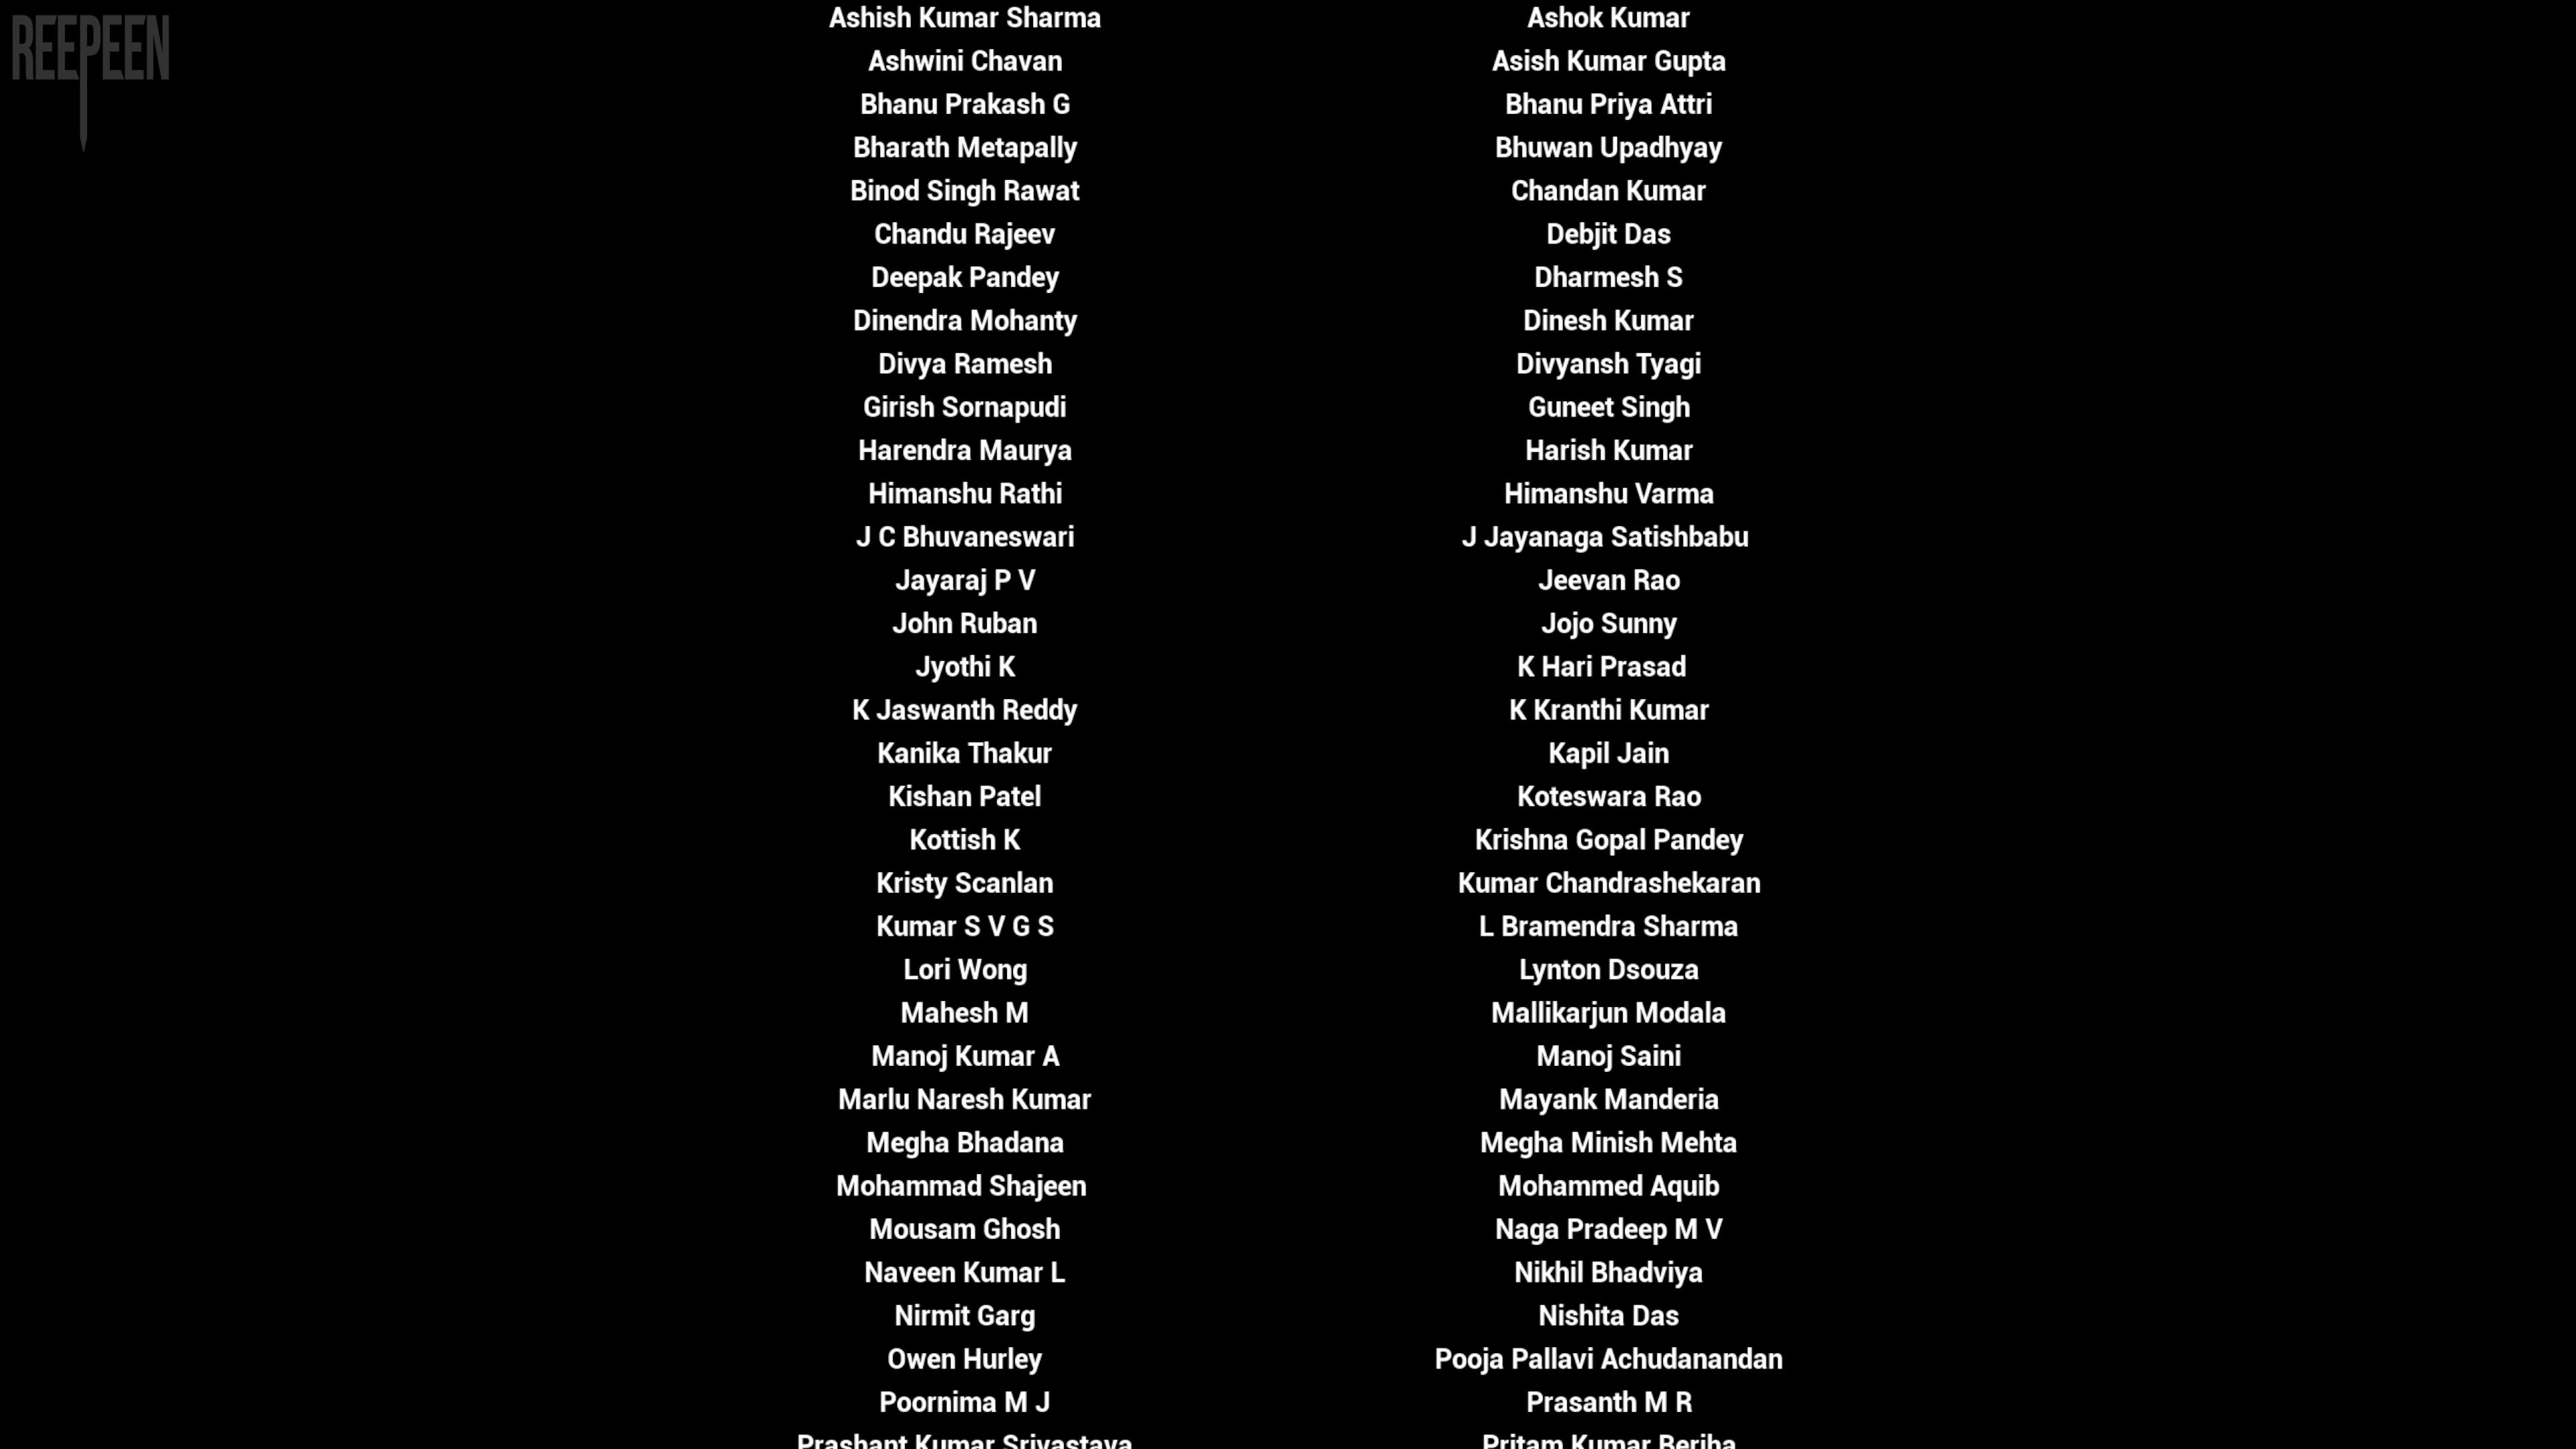 REEPEEN
Ashish Kumar Sharma Ashok Kumar
Ashwini Chavan Asish Kumar Gupta
Bhanu Prakash G Bhanu Priya Attri
Bharath Metapally Bhuwan Upadhyay
Binod Singh Rawat Chandan Kumar
Chandu Rajeev Debjit Das
Deepak Pandey Dharmesh S
Dinendra Mohanty Dinesh Kumar
Divya Ramesh Divyansh Tyagi
Girish Sornapudi Guneet Singh
Harendra Maurya Harish Kumar
Himanshu Rathi Himanshu Varma
J C Bhuvaneswari J Jayanaga Satishbabu
Jayaraj P V Jeevan Rao
John Ruban Jojo Sunny
Jyothi K K Hari Prasad
K Jaswanth Reddy K Kranthi Kumar
Kanika Thakur Kapil Jain
Kishan Patel Koteswara Rao
Kottish K Krishna Gopal Pandey
Kristy Scanlan Kumar Chandrashekaran
Kumar S V G S L Bramendra Sharma
Lori Wong Lynton Dsouza
Mahesh M Mallikarjun Modala
Manoj Kumar A Manoj Saini
Marlu Naresh Kumar Mayank Manderia
Megha Bhadana Megha Minish Mehta
Mohammad Shajeen Mohammed Aquib
Mousam Ghosh Naga Pradeep M V
Naveen Kumar L Nikhil Bhadviya
Nirmit Garg Nishita Das
Owen Hurley Pooja Pallavi Achudanandan
Poornima M J Prasanth M R
Prashant Kumar Srivastava Pritam Kumar Beriha